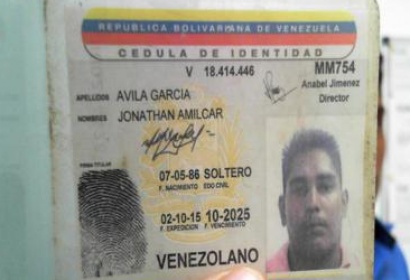 REPUBLICA BOLIVARIANA DE VENEZUELA
CEDULA DE IDENTIDAD
V 18.414.446
MM754
Anabel Jimenez
Director
APELLIDOS AVILA GARCIA
NOMBRES JONATHAN AMILCAR
FIRMA TITULAR
07-05-86 SOLTERO
F. NACIMIENTO EDO CIVIL
02-10-15 10-2025
F. EXPEDICION F. VENCIMIENTO
VENEZOLANO